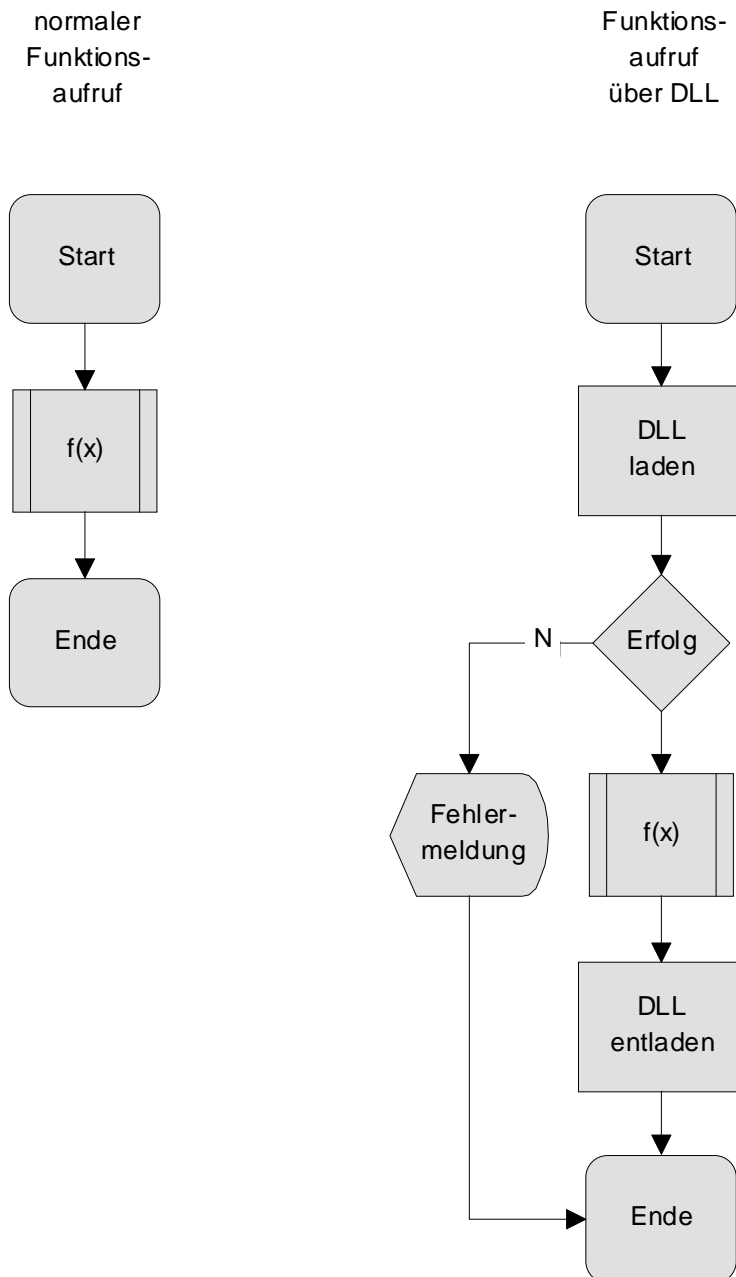 normaler
Funktions-
aufruf
Start
f(x)
Ende
Funktions-
aufruf
über DLL
Start
DLL
laden
Erfolg
N
Fehler-
meldung
f(x)
DLL
entladen
Ende